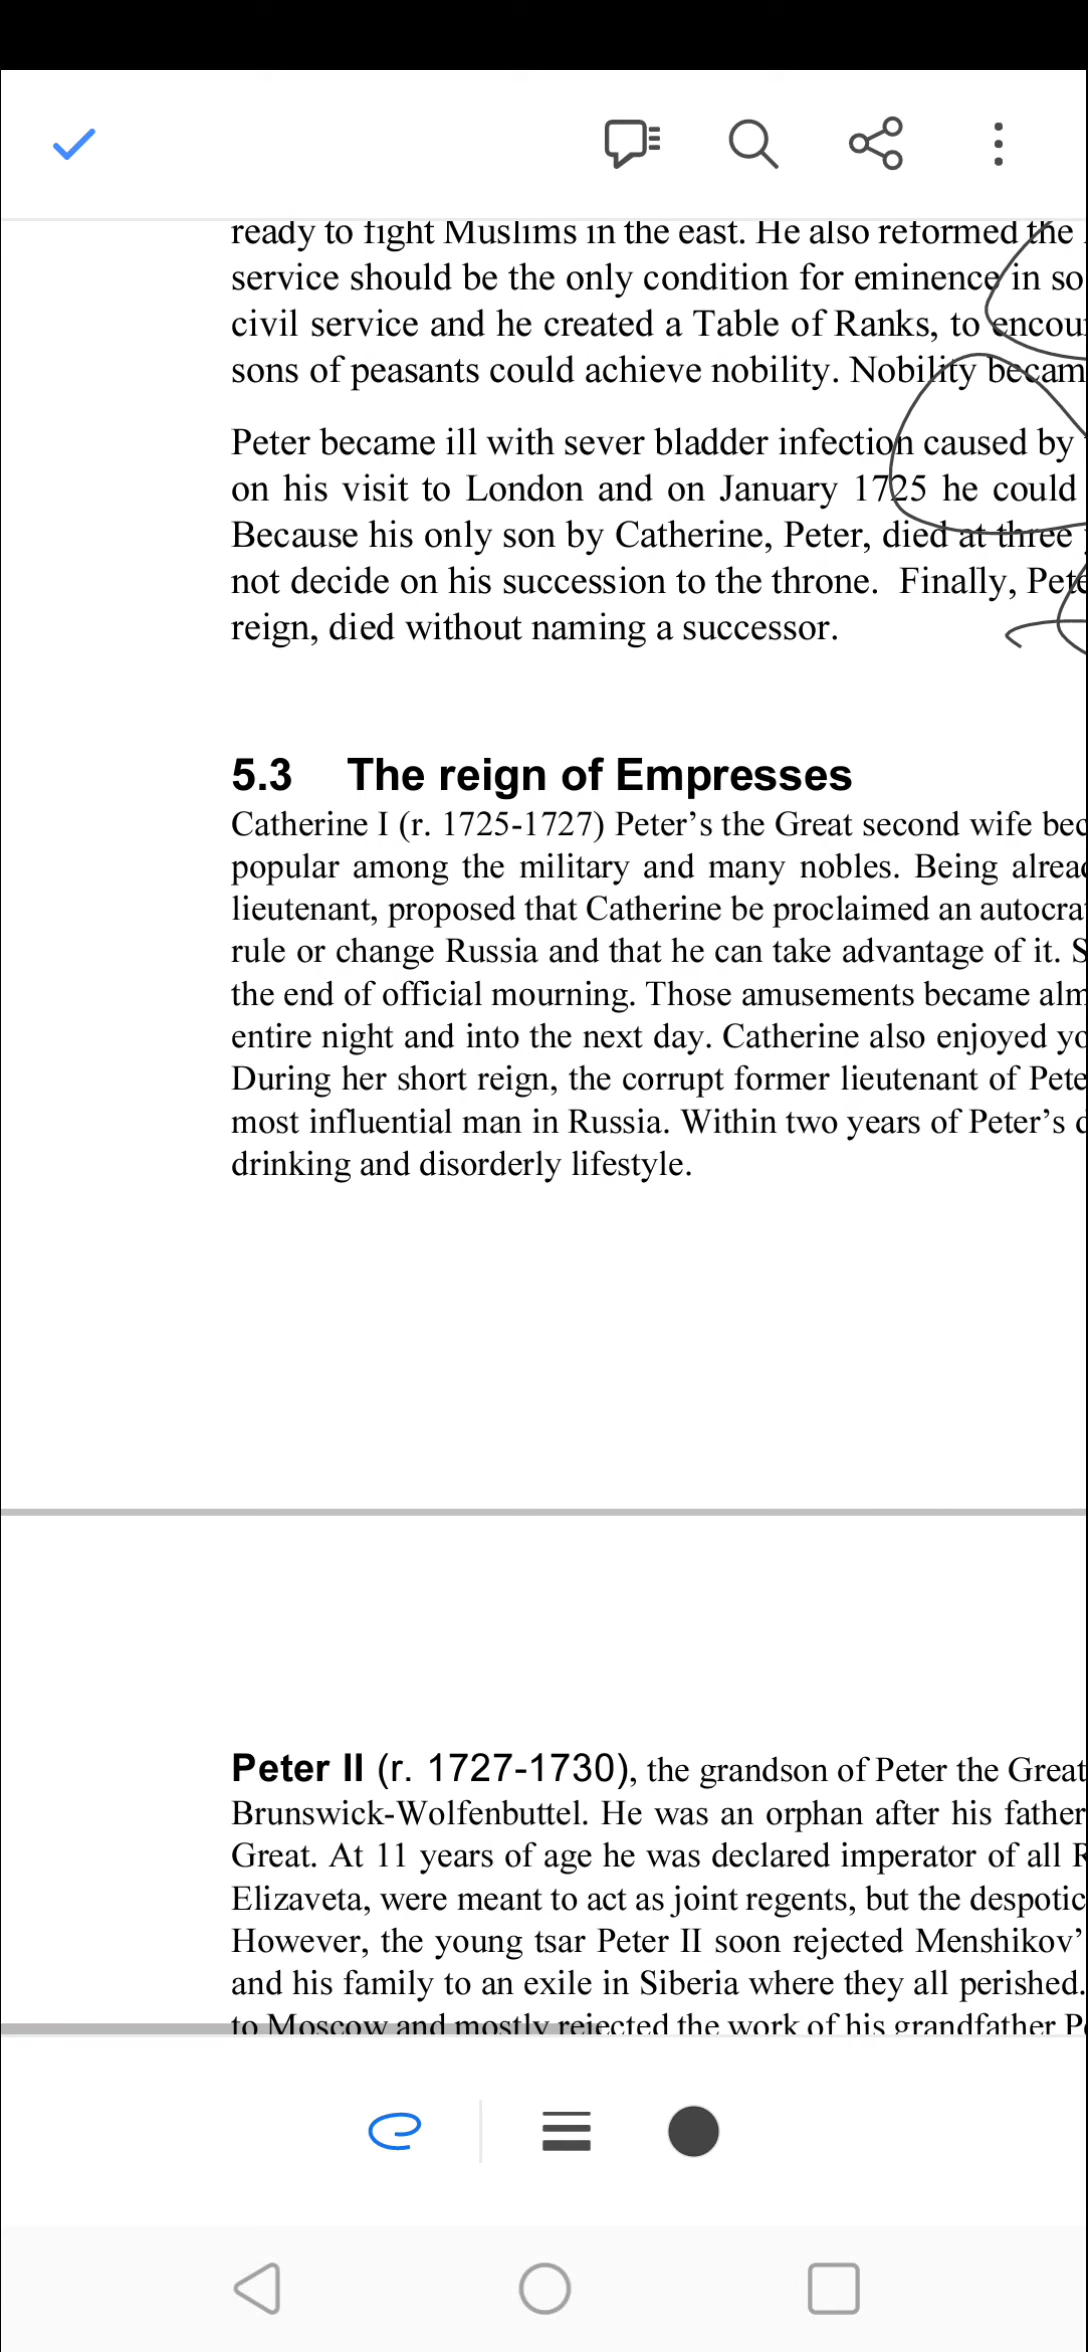 ready to fight Muslims in the east. He also reformed the
service should be the only condition for eminence in so
civil service and he created a Table of Ranks, to encou
sons of peasants could achieve nobility. Nobility becam
Peter became ill with sever bladder infection caused by
on his visit to London and on January 1725 he could
Because his only son by Catherine, Peter, died at three
not decide on his succession to the throne. Finally, Pete
reign, died without naming a successor.
5.3 The reign of Empresses
Catherine I (r. 1725-1727) Peter’s the Great second wife bec
popular among the military and many nobles. Being alread
lieutenant, proposed that Catherine be proclaimed an autocra
rule or change Russia and that he can take advantage of it. S
the end of official mourning. Those amusements became alm
entire night and into the next day. Catherine also enjoyed yo
During her short reign, the corrupt former lieutenant of Pete
most influential man in Russia. Within two years of Peter’s d
drinking and disorderly lifestyle.
Peter II (r. 1727-1730), the grandson of Peter the Great
Brunswick-Wolfenbuttel. He was an orphan after his father
Great. At 11 years of age he was declared imperator of all R
Elizaveta, were meant to act as joint regents, but the despotic
However, the young tsar Peter II soon rejected Menshikov’
and his family to an exile in Siberia where they all perished.
to Moscow and mostly rejected the work of his grandfather Pe